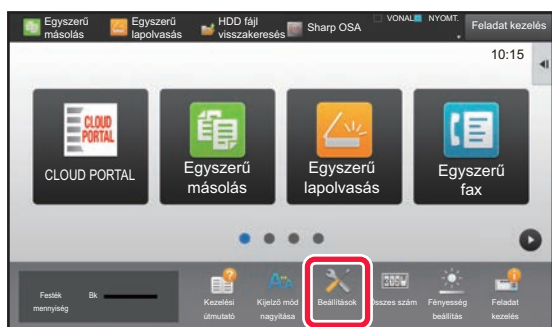 Egyszerű
másolás
Egyszerű
lapolvasás
HDD fájl
visszakeresés
Sharp OSA
VONAL
NYOMT.
Feladat kezelés
10:15
CLOUD
PORTAL
CLOUD PORTAL
Egyszerű
másolás
Egyszerű
lapolvasás
Egyszerű
fax
Festék
mennyiség
Bk
Kezelési
útmutató
Kijelző mód
nagyítása
Beállítások
Összes szám
Fényesség
beállítás
Feladat
kezelés